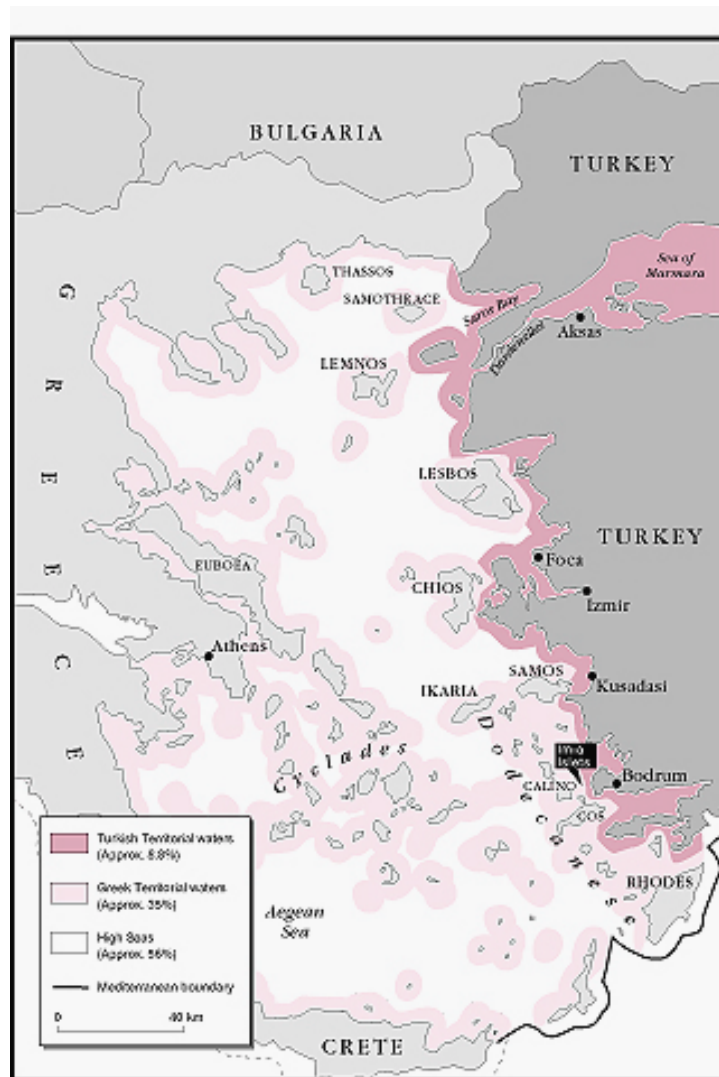 BULGARIA
TURKEY
Sea of
Marmara
THASSOS
SAMOTHRACE
Saros Bay
Dardanelles
Aksas
GREECE
LEMNOS
LESBOS
TURKEY
Foca
EUBOEA
CHIOS
Izmir
Athens
SAMOS
IKARIA
Kusadasi
Cyclades
Dodecanese
Imia
Islets
CALINO
Bodrum
COS
RHODES
Aegean
Sea
CRETE
Turkish Territorial waters
(Approx. 8.8%)
Greek Territorial waters
(Approx. 35%)
High Seas
(Approx. 56%)
Mediterranean boundary
0 40 km